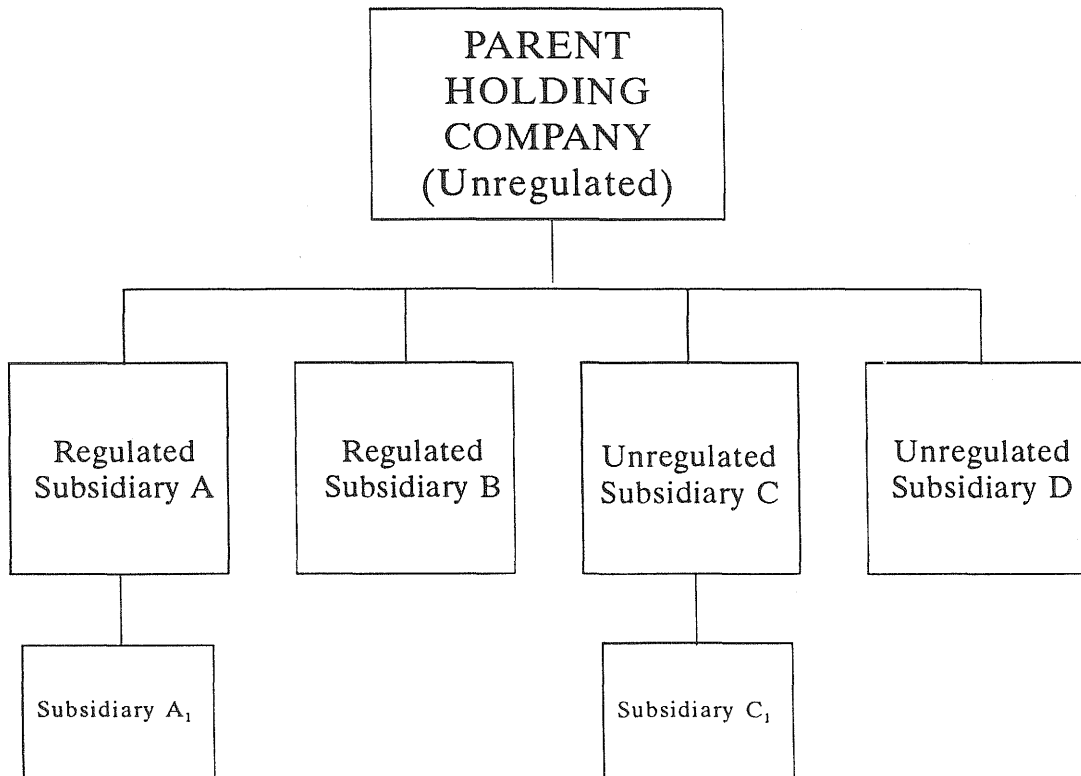 PARENT
HOLDING
COMPANY
(Unregulated)
Regulated
Subsidiary A
Regulated
Subsidiary B
Unregulated
Subsidiary C
Unregulated
Subsidiary D
Subsidiary A₁
Subsidiary C₁